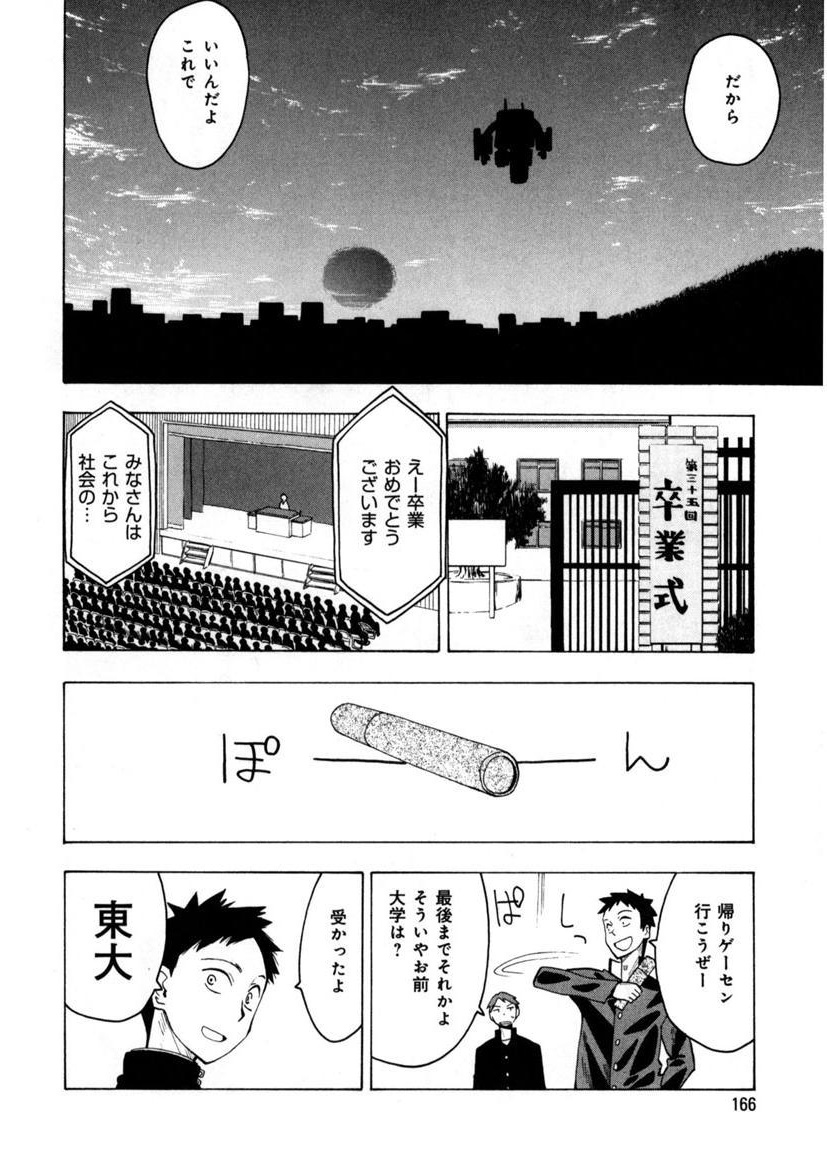 だから
いいんだよ
これで
第三十五回
卒業式
えー卒業
おめでとう
ございます
みなさんは
これから
社会の…
ぽーん
帰りゲーセン
行こうぜー
ぱしっ
最後までそれかよ
そういやお前
大学は?
受かったよ
東大
166